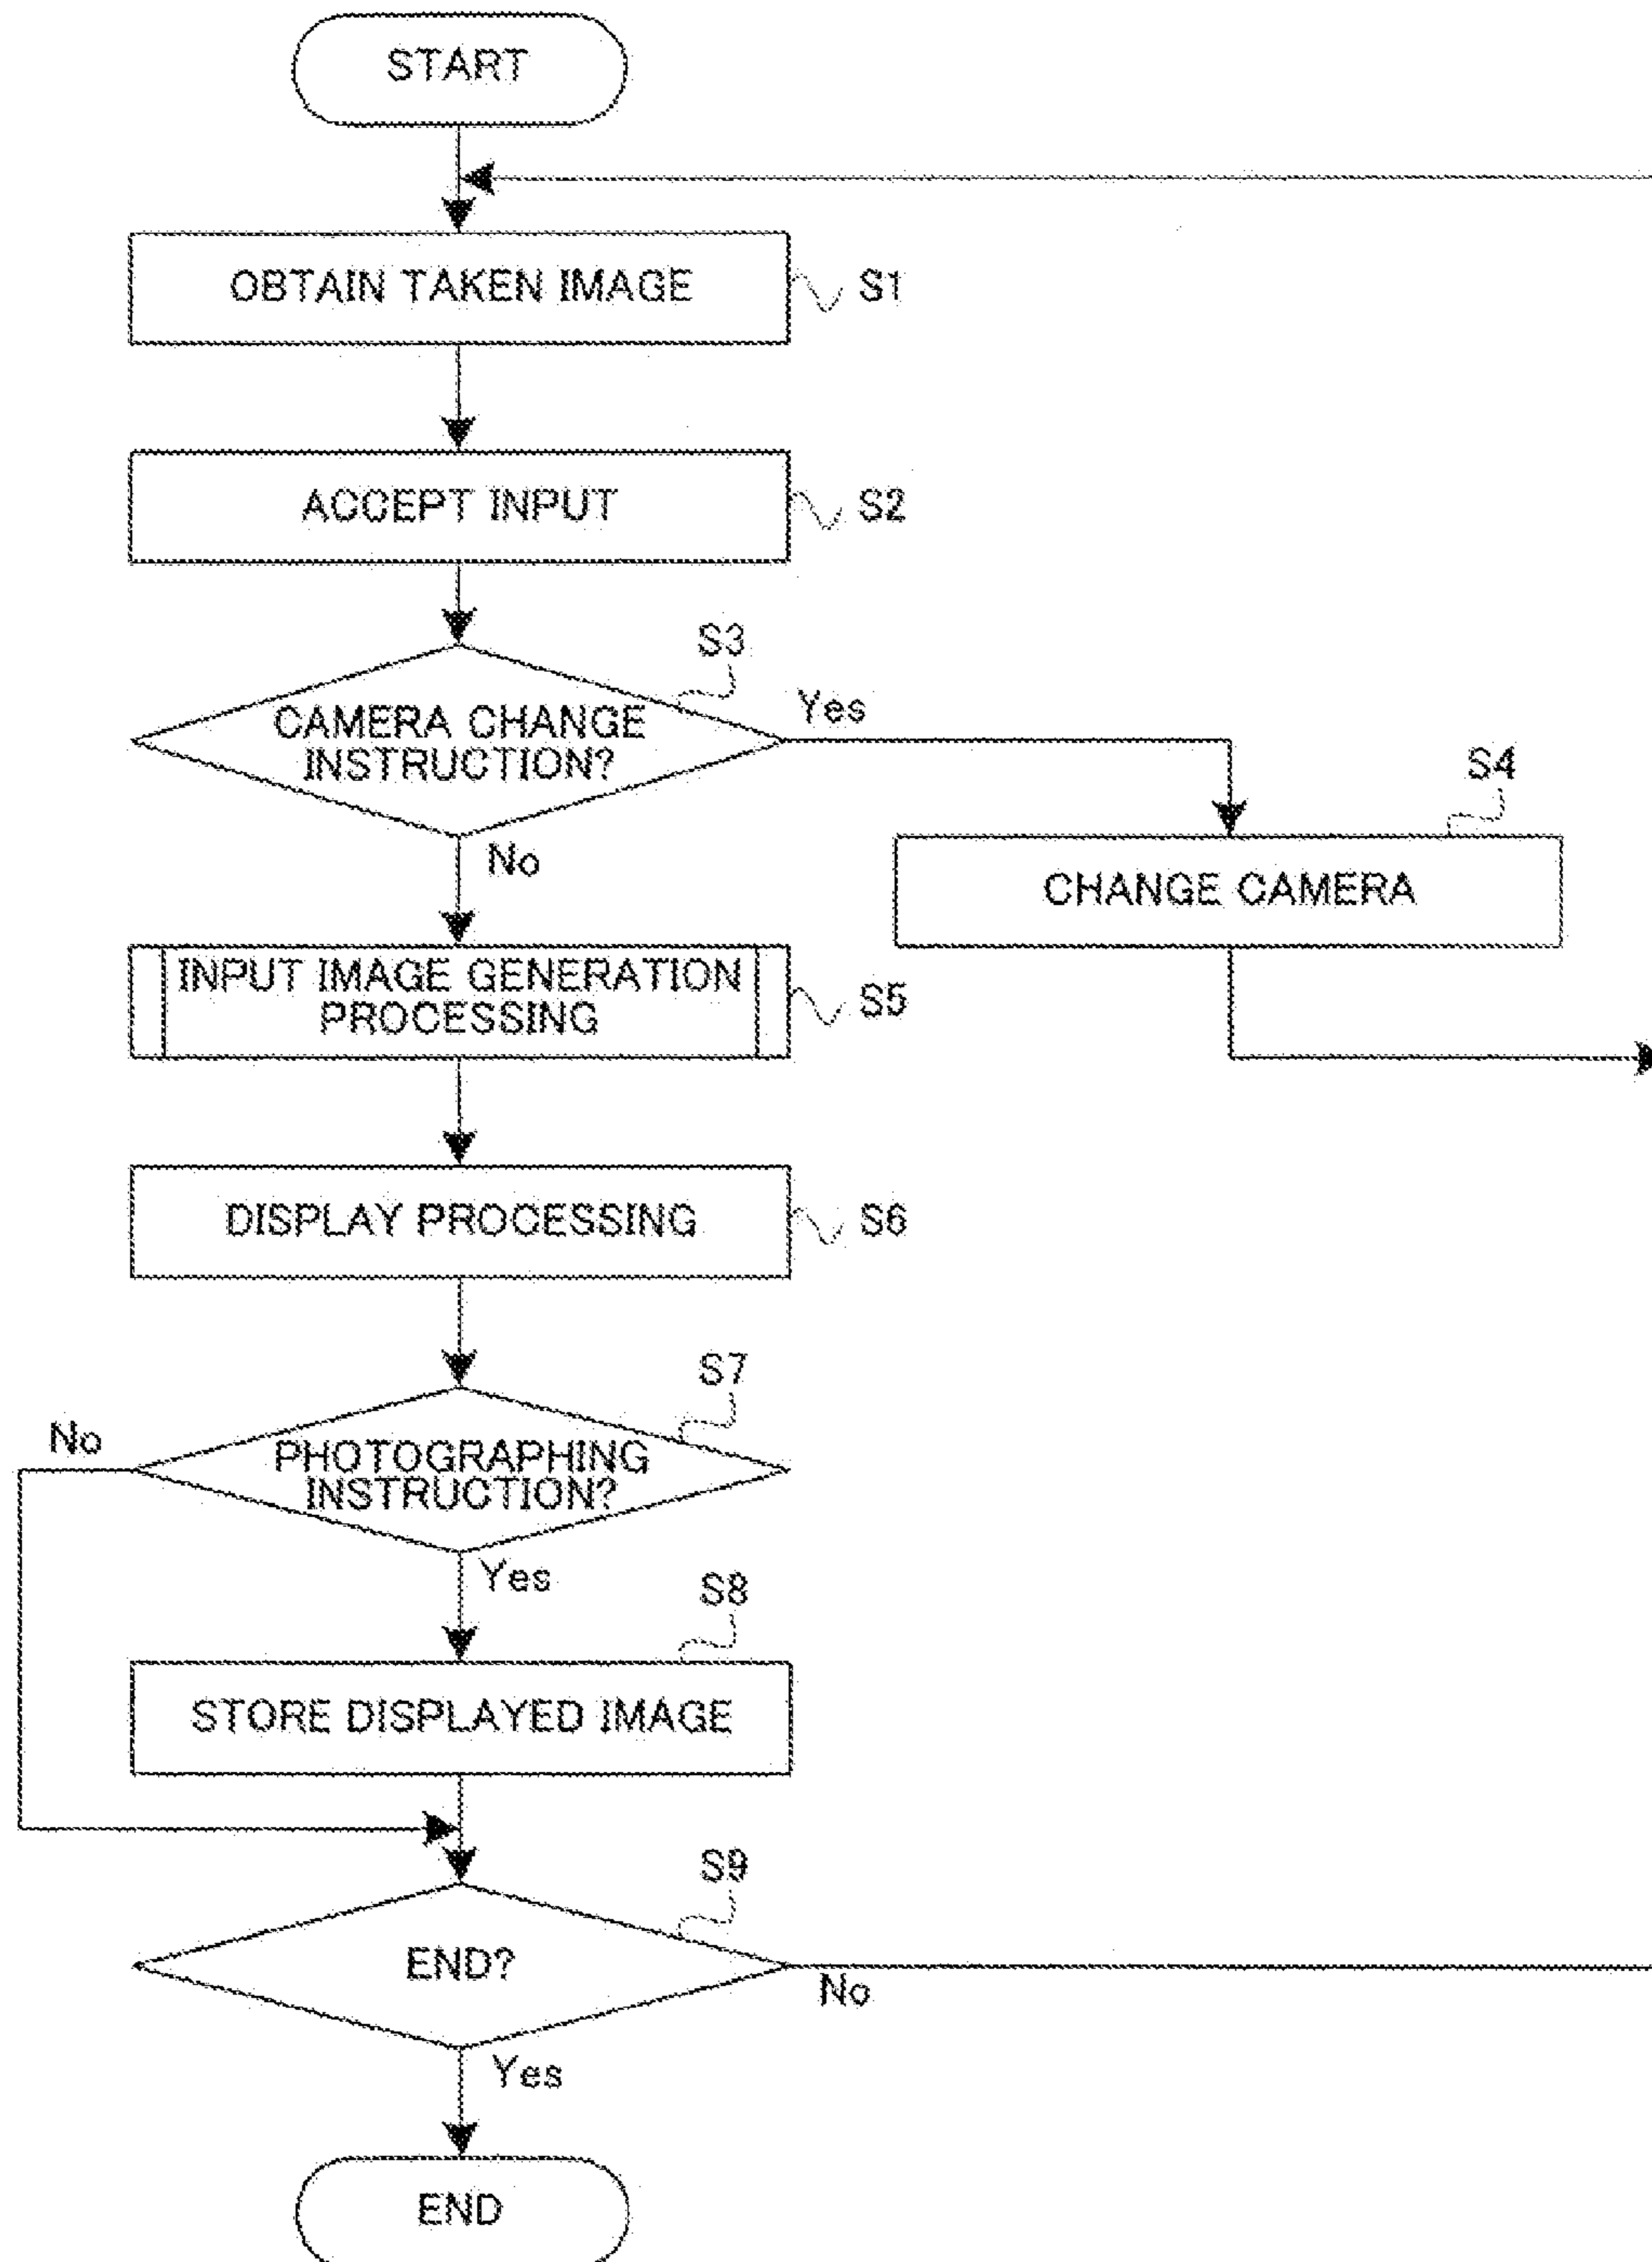 START
OBTAIN TAKEN IMAGE
S1
ACCEPT INPUT
S2
S3
CAMERA CHANGE
INSTRUCTION?
Yes
No
S4
CHANGE CAMERA
INPUT IMAGE GENERATION
PROCESSING
S5
DISPLAY PROCESSING
S6
S7
No
PHOTOGRAPHING
INSTRUCTION?
Yes
S8
STORE DISPLAYED IMAGE
S9
END?
No
Yes
END